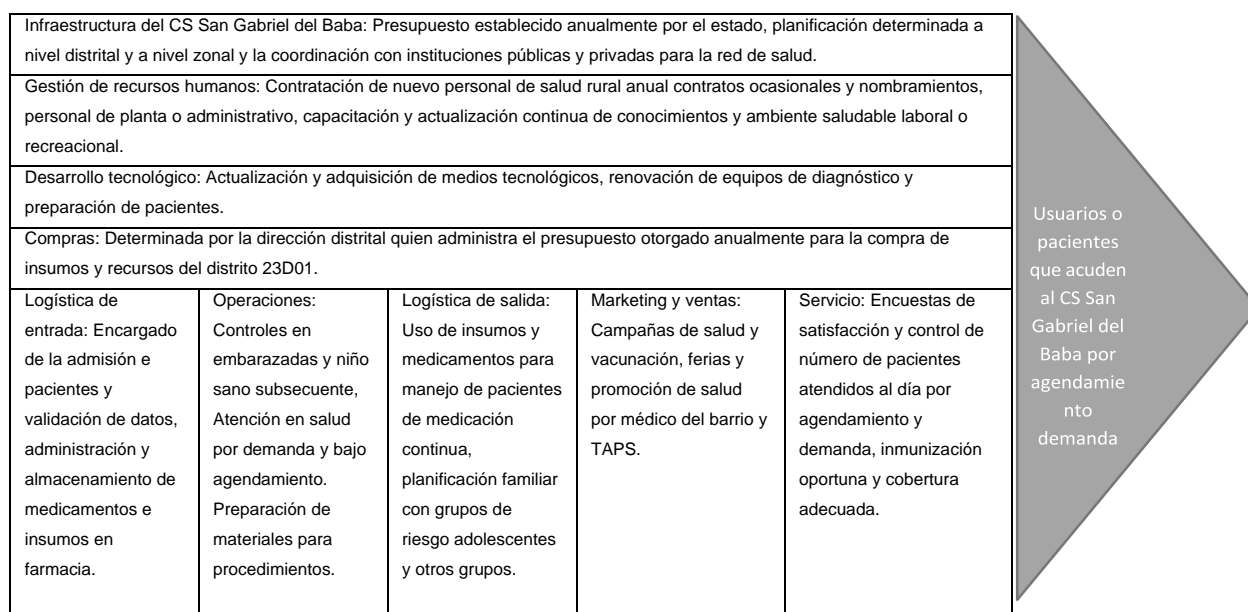 Infraestructura del CS San Gabriel del Baba: Presupuesto establecido anualmente por el estado, planificación determinada a
nivel distrital y a nivel zonal y la coordinación con instituciones públicas y privadas para la red de salud.
Gestión de recursos humanos: Contratación de nuevo personal de salud rural anual contratos ocasionales y nombramientos,
personal de planta o administrativo, capacitación y actualización continua de conocimientos y ambiente saludable laboral o
recreacional.
Desarrollo tecnológico: Actualización y adquisición de medios tecnológicos, renovación de equipos de diagnóstico y
preparación de pacientes.
Compras: Determinada por la dirección distrital quien administra el presupuesto otorgado anualmente para la compra de
insumos y recursos del distrito 23D01.
Logística de
entrada: Encargado
de la admisión e
pacientes y
validación de datos,
administración y
almacenamiento de
medicamentos e
insumos en
farmacia.
Operaciones:
Controles en
embarazadas y niño
sano subsecuente,
Atención en salud
por demanda y bajo
agendamiento.
Preparación de
materiales para
procedimientos.
Logística de salida:
Uso de insumos y
medicamentos para
manejo de pacientes
de medicación
continua,
planificación familiar
con grupos de
riesgo adolescentes
y otros grupos.
Marketing y ventas:
Campañas de salud y
vacunación, ferias y
promoción de salud
por médico del barrio y
TAPS.
Servicio: Encuestas de
satisfacción y control de
número de pacientes
atendidos al día por
agendamiento y
demanda, inmunización
oportuna y cobertura
adecuada.
Usuarios o
pacientes
que acuden
al CS San
Gabriel del
Baba por
agendamie
nto
demanda